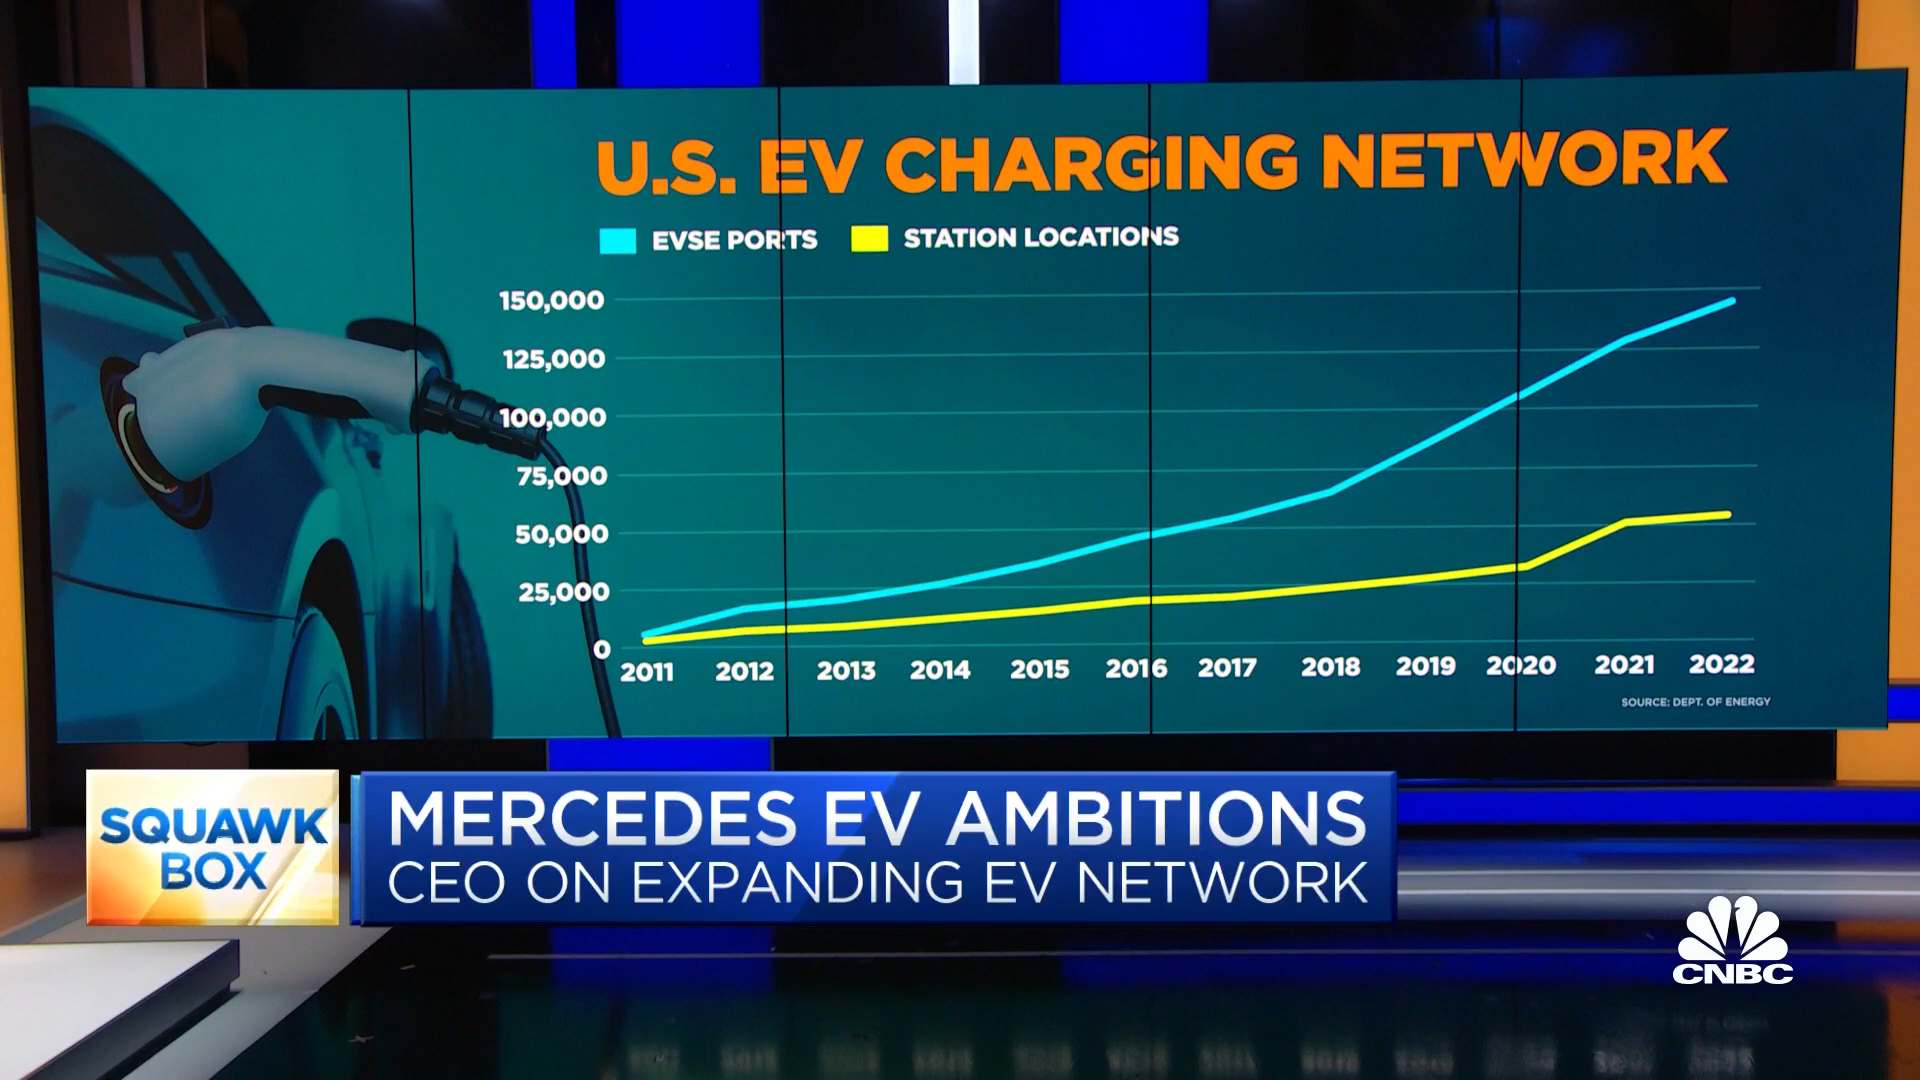 U.S. EV CHARGING NETWORK
EVSE PORTS STATION LOCATIONS
150,000
125,000
100,000
75,000
50,000
25,000
0
2011 2012 2013 2014 2015 2016 2017 2018 2019 2020 2021 2022
SOURCE: DEPT. OF ENERGY
SQUAWK
BOX
MERCEDES EV AMBITIONS
CEO ON EXPANDING EV NETWORK
CNBC